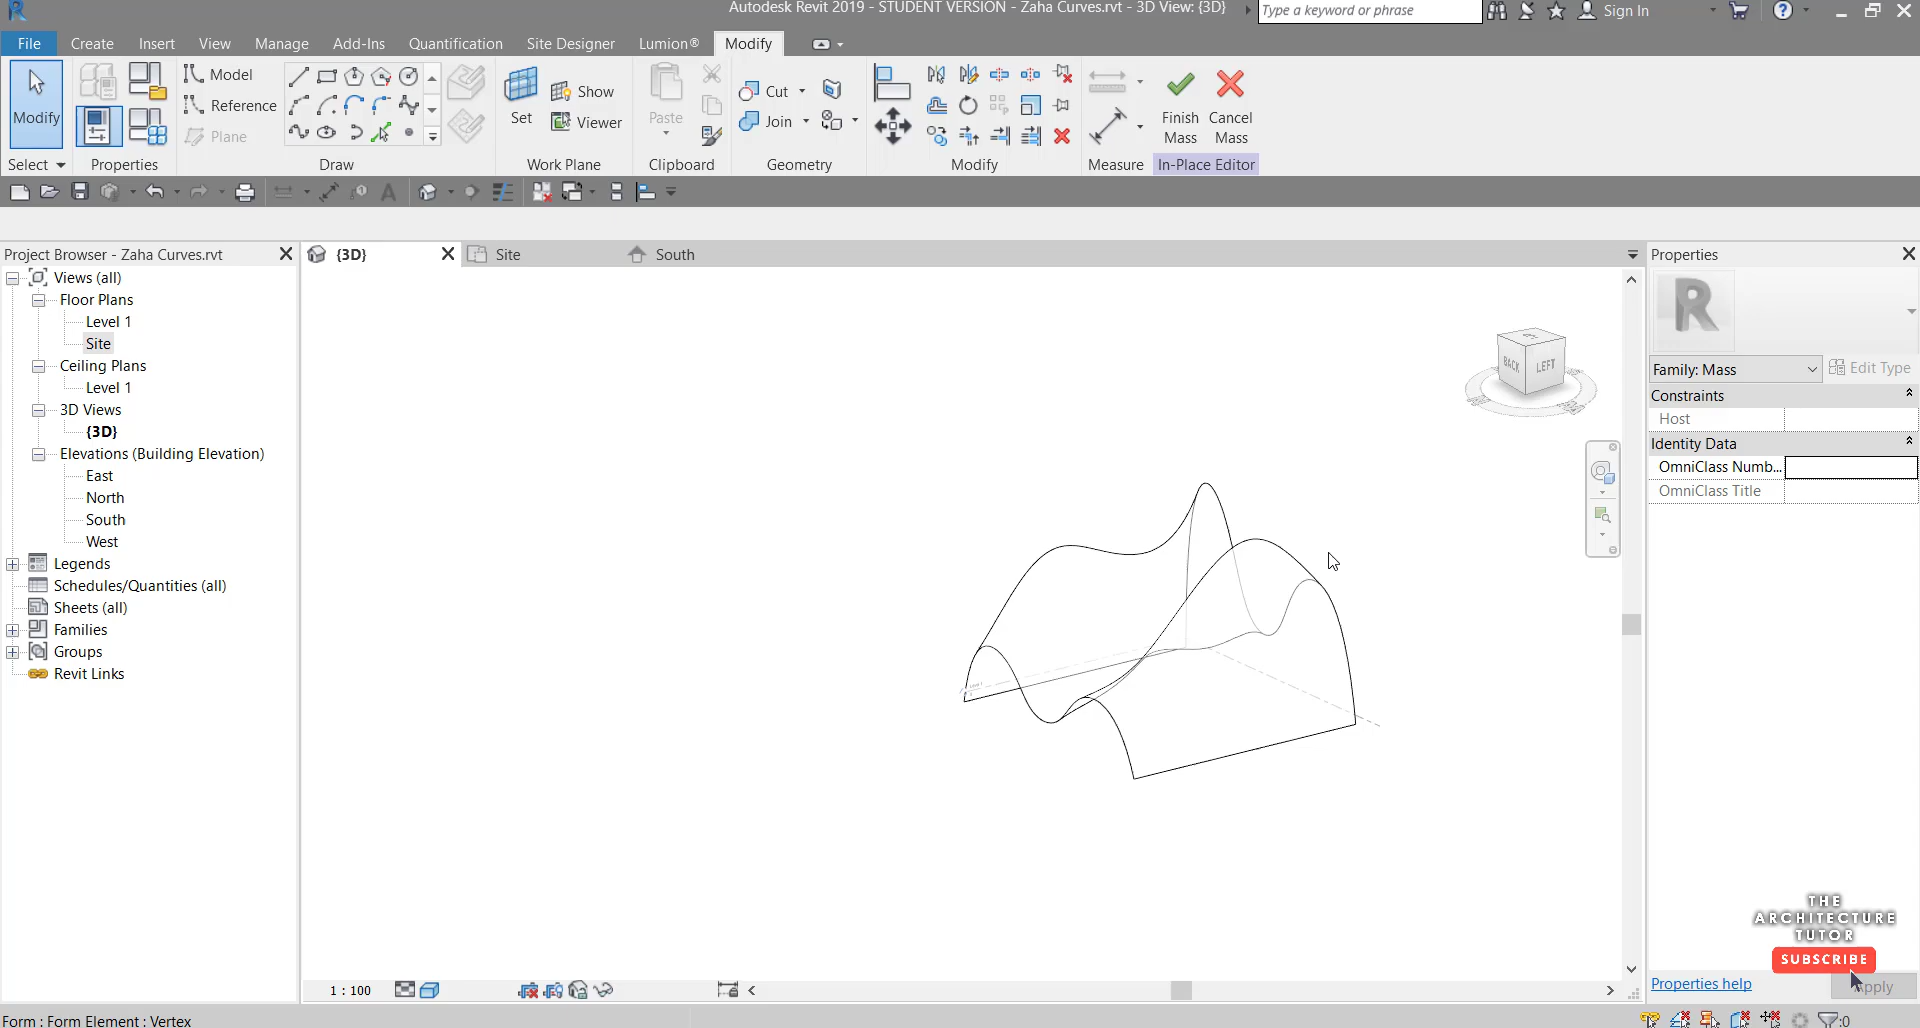 Autodesk Revit 2019 - STUDENT VERSION - Zaha Curves.rvt - 3D View: {3D}
Type a keyword or phrase
Sign In
File Create Insert View Manage Add-Ins Quantification Site Designer Lumion® Modify
Model
Reference
Plane
Modify
Set
Show
Viewer
Paste
Cut
Join
Finish Mass
Cancel Mass
Select Properties Draw Work Plane Clipboard Geometry Modify Measure In-Place Editor
Project Browser - Zaha Curves.rvt
{3D} Site South
Properties
Views (all)
Floor Plans
Level 1
Site
Ceiling Plans
Level 1
3D Views
{3D}
Elevations (Building Elevation)
East
North
South
West
Legends
Schedules/Quantities (all)
Sheets (all)
Families
Groups
Revit Links
BACK LEFT
R
Family: Mass Edit Type
Constraints
Host
Identity Data
OmniClass Numb...
OmniClass Title
THE
ARCHITECTURE
TUTOR
SUBSCRIBE
Properties help
1 : 100
Form : Form Element : Vertex
:0